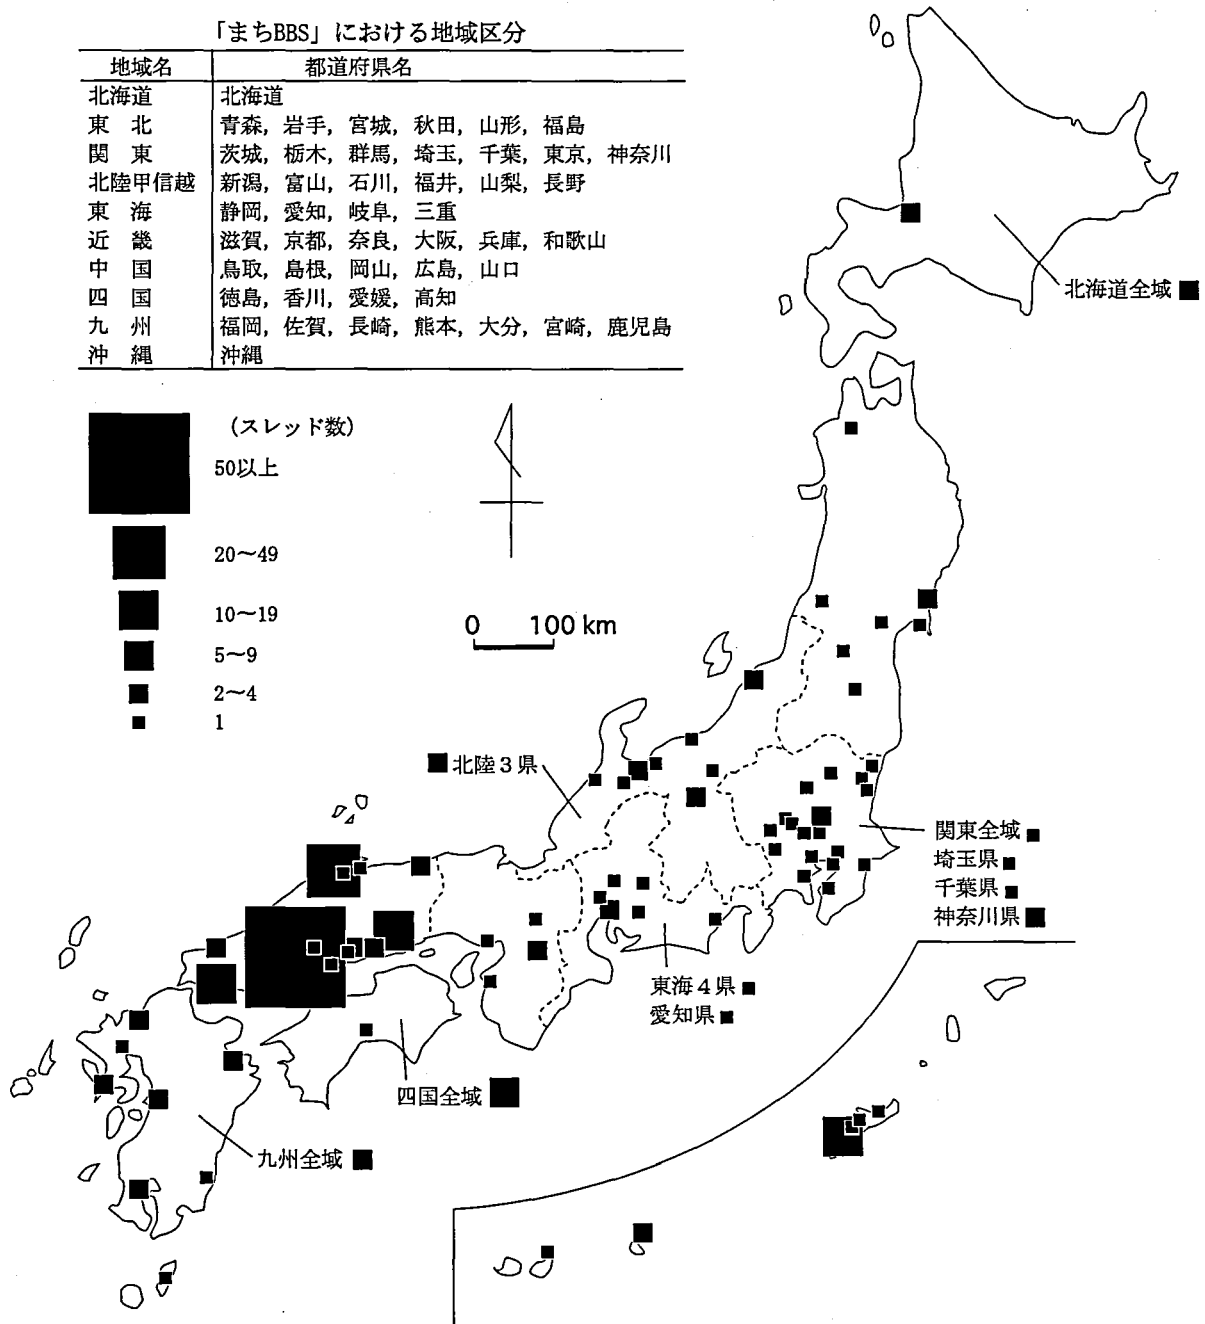 「まちBBS」における地域区分
地域名 都道府県名
北海道 北海道
東 北 青森, 岩手, 宮城, 秋田, 山形, 福島
関 東 茨城, 栃木, 群馬, 埼玉, 千葉, 東京, 神奈川
北陸甲信越 新潟, 富山, 石川, 福井, 山梨, 長野
東 海 静岡, 愛知, 岐阜, 三重
近 畿 滋賀, 京都, 奈良, 大阪, 兵庫, 和歌山
中 国 鳥取, 島根, 岡山, 広島, 山口
四 国 徳島, 香川, 愛媛, 高知
九 州 福岡, 佐賀, 長崎, 熊本, 大分, 宮崎, 鹿児島
沖 縄 沖縄
(スレッド数)
50以上
20〜49
10〜19
5〜9
2〜4
1
0 100 km
北海道全域
北陸3県
関東全域
埼玉県
千葉県
神奈川県
東海4県
愛知県
四国全域
九州全域